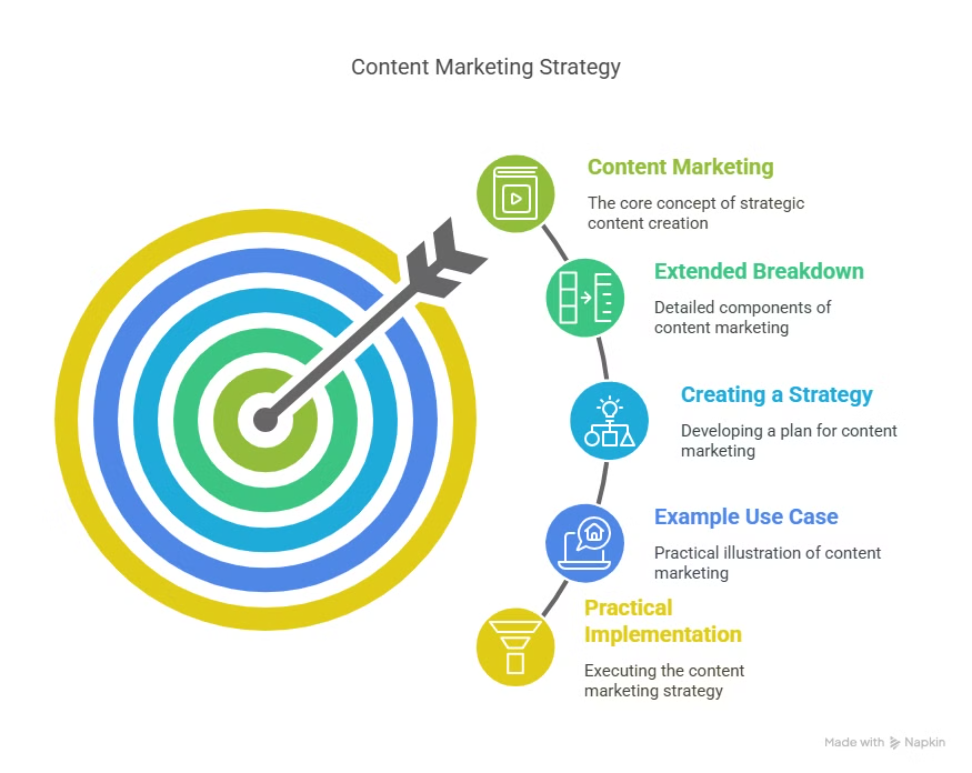 Content Marketing Strategy
Content Marketing
The core concept of strategic
content creation
Extended Breakdown
Detailed components of
content marketing
Creating a Strategy
Developing a plan for content
marketing
Example Use Case
Practical illustration of content
marketing
Practical
Implementation
Executing the content
marketing strategy
Made with Napkin